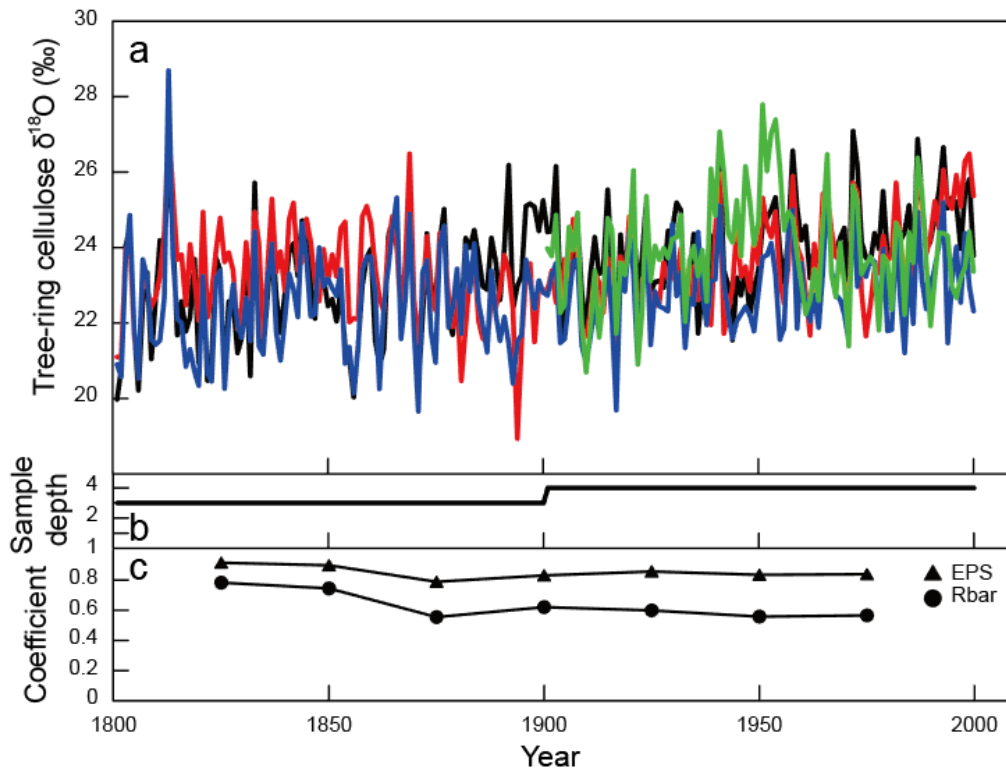 30
28
26
24
22
20
Tree-ring cellulose δ¹⁸O (‰)
a
4
2
1
Sample
depth
b
0.8
0.6
0.4
0.2
0
Coefficient
c
EPS
Rbar
1800
1850
1900
1950
2000
Year